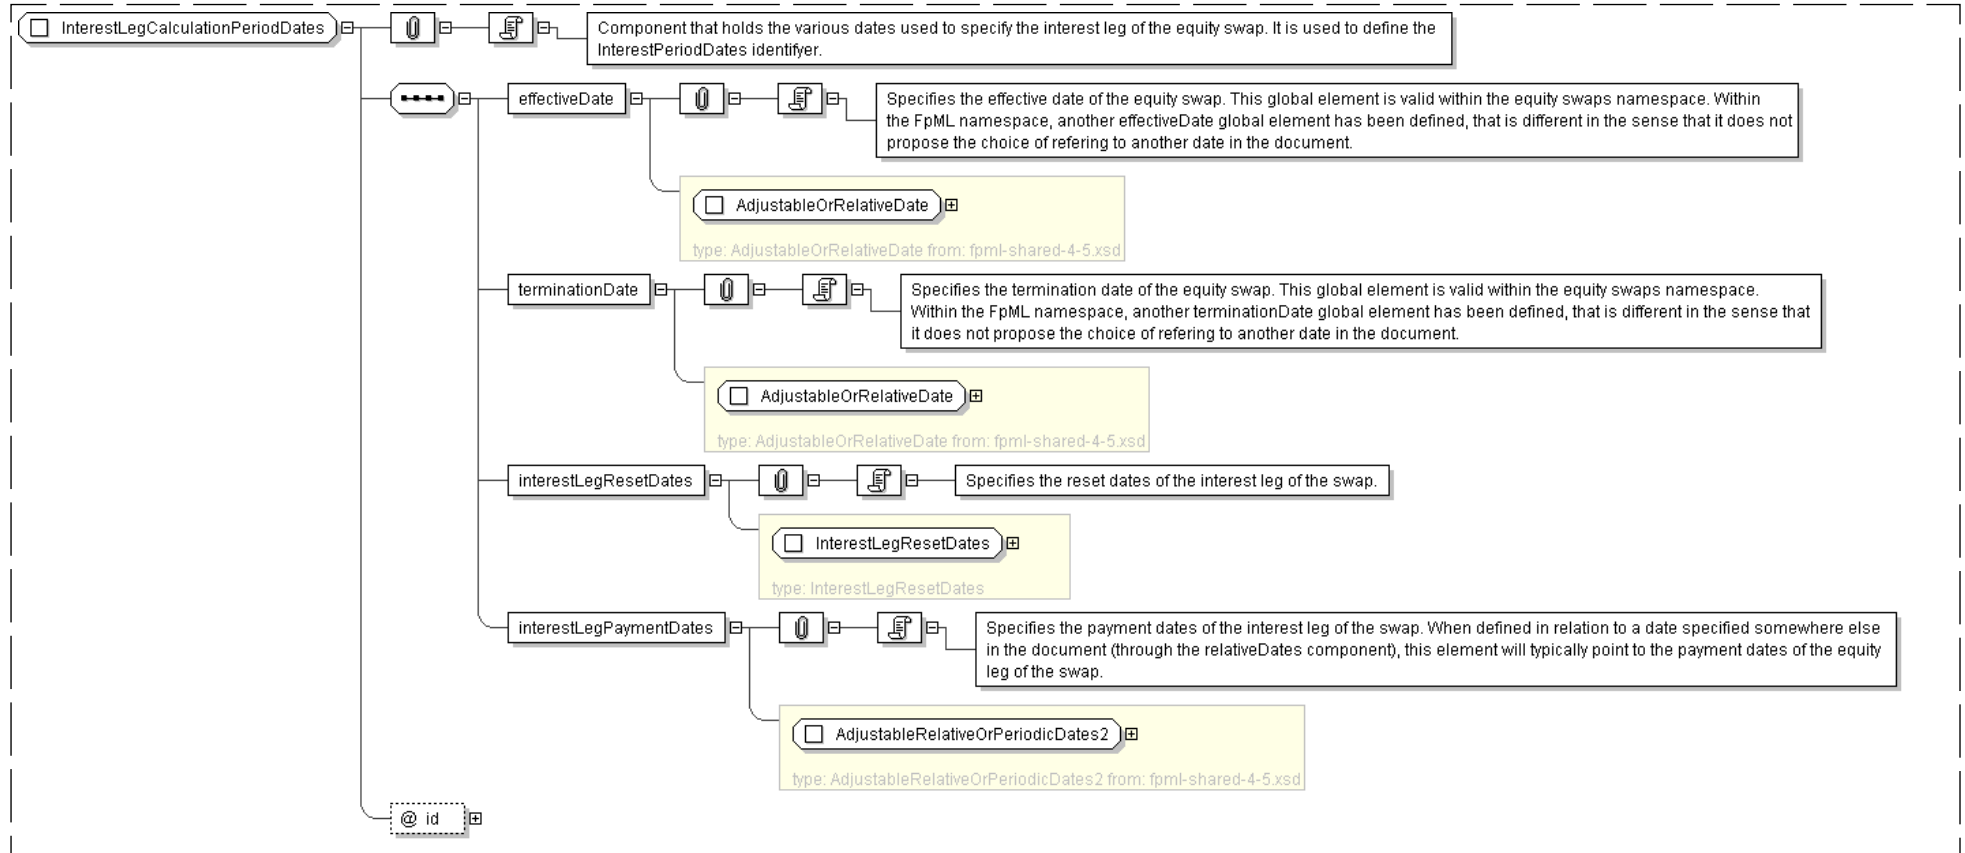 InterestLegCalculationPeriodDates
Component that holds the various dates used to specify the interest leg of the equity swap. It is used to define the
InterestPeriodDates identifyer.
effectiveDate
Specifies the effective date of the equity swap. This global element is valid within the equity swaps namespace. Within
the FpML namespace, another effectiveDate global element has been defined, that is different in the sense that it does not
propose the choice of refering to another date in the document.
AdjustableOrRelativeDate
type: AdjustableOrRelativeDate from: fpml-shared-4-5.xsd
terminationDate
Specifies the termination date of the equity swap. This global element is valid within the equity swaps namespace.
Within the FpML namespace, another terminationDate global element has been defined, that is different in the sense that
it does not propose the choice of refering to another date in the document.
AdjustableOrRelativeDate
type: AdjustableOrRelativeDate from: fpml-shared-4-5.xsd
interestLegResetDates
Specifies the reset dates of the interest leg of the swap.
InterestLegResetDates
type: InterestLegResetDates
interestLegPaymentDates
Specifies the payment dates of the interest leg of the swap. When defined in relation to a date specified somewhere else
in the document (through the relativeDates component), this element will typically point to the payment dates of the equity
leg of the swap.
AdjustableRelativeOrPeriodicDates2
type: AdjustableRelativeOrPeriodicDates2 from: fpml-shared-4-5.xsd
@ id